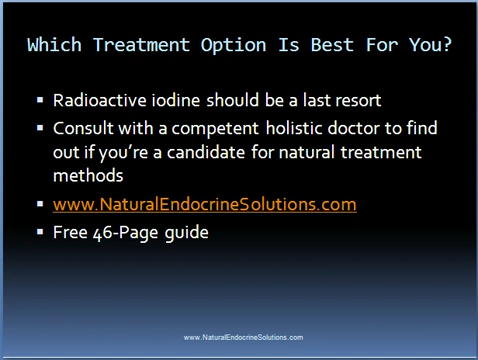 Which Treatment Option Is Best For You?
Radioactive iodine should be a last resort
Consult with a competent holistic doctor to find
out if you're a candidate for natural treatment
methods
www.NaturalEndocrineSolutions.com
Free 46-Page guide
www.NaturalEndocrineSolutions.com